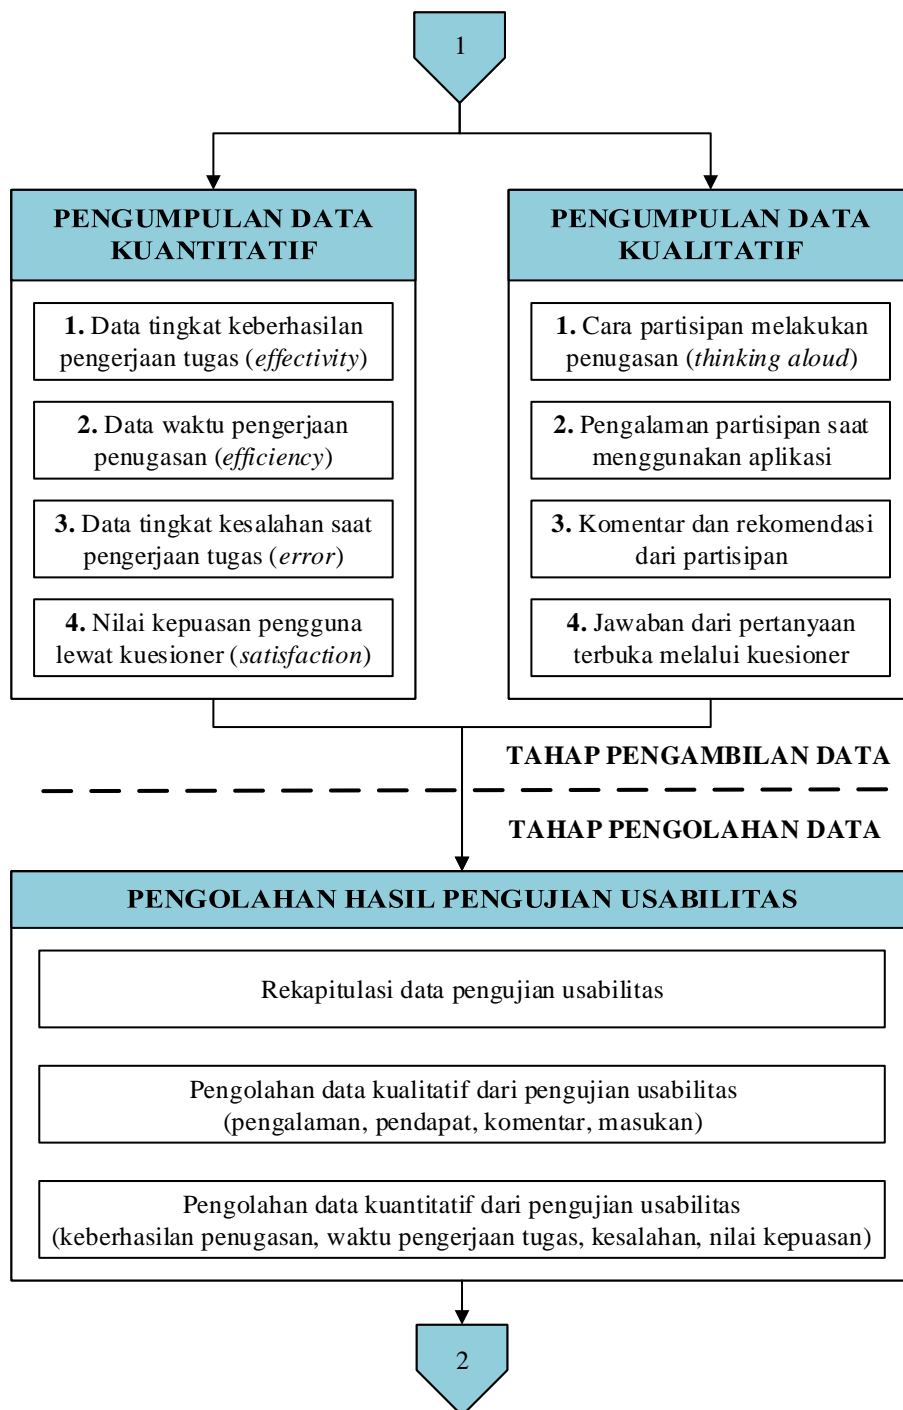 1
PENGUMPULAN DATA
KUANTITATIF
1. Data tingkat keberhasilan
pengerjaan tugas (effectivity)
2. Data waktu pengerjaan
penugasan (efficiency)
3. Data tingkat kesalahan saat
pengerjaan tugas (error)
4. Nilai kepuasan pengguna
lewat kuesioner (satisfaction)
PENGUMPULAN DATA
KUALITATIF
1. Cara partisipan melakukan
penugasan (thinking aloud)
2. Pengalaman partisipan saat
menggunakan aplikasi
3. Komentar dan rekomendasi
dari partisipan
4. Jawaban dari pertanyaan
terbuka melalui kuesioner
TAHAP PENGAMBILAN DATA
TAHAP PENGOLAHAN DATA
PENGOLAHAN HASIL PENGUJIAN USABILITAS
Rekapitulasi data pengujian usabilitas
Pengolahan data kualitatif dari pengujian usabilitas
(pengalaman, pendapat, komentar, masukan)
Pengolahan data kuantitatif dari pengujian usabilitas
(keberhasilan penugasan, waktu pengerjaan tugas, kesalahan, nilai kepuasan)
2